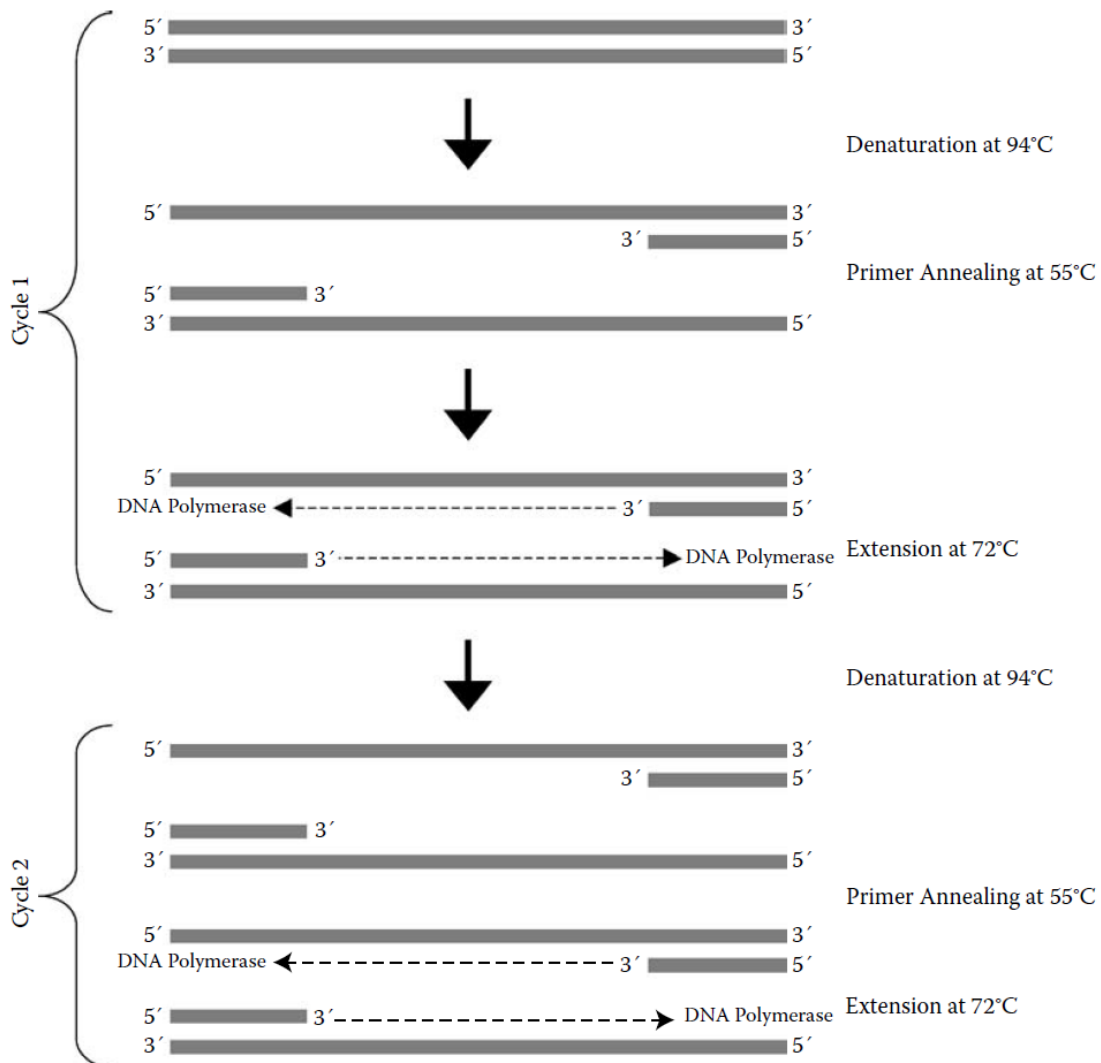 5´ 3´
3´ 5´
Denaturation at 94°C
5´ 3´
3´ 5´
Primer Annealing at 55°C
5´ 3´
3´ 5´
Cycle 1
5´ 3´
DNA Polymerase 3´ 5´
5´ 3´ DNA Polymerase
Extension at 72°C
3´ 5´
Denaturation at 94°C
5´ 3´
3´ 5´
5´ 3´
3´ 5´
Cycle 2
Primer Annealing at 55°C
5´ 3´
DNA Polymerase 3´ 5´
5´ 3´ DNA Polymerase
Extension at 72°C
3´ 5´